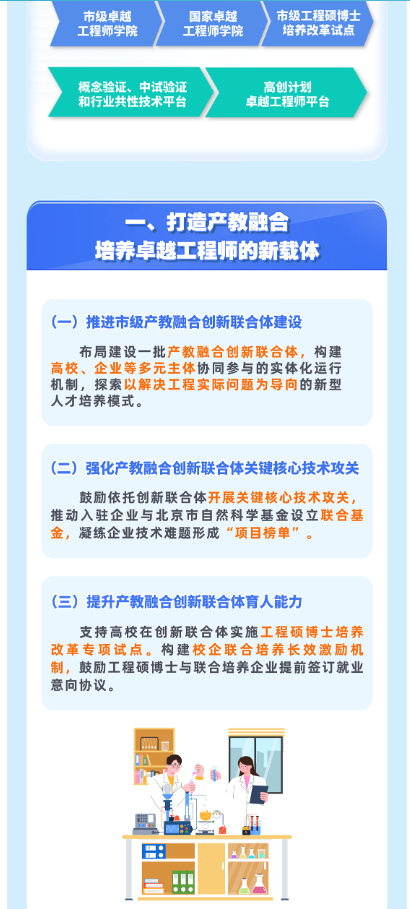 市级卓越
工程师学院
国家卓越
工程师学院
市级工程硕博士
培养改革试点
概念验证、中试验证
和行业共性技术平台
高创计划
卓越工程师平台
一、打造产教融合
培养卓越工程师的新载体
（一）推进市级产教融合创新联合体建设
布局建设一批产教融合创新联合体，构建
高校、企业等多元主体协同参与的实体化运行
机制，探索以解决工程实际问题为导向的新型
人才培养模式。
（二）强化产教融合创新联合体关键核心技术攻关
鼓励依托创新联合体开展关键核心技术攻关，
推动入驻企业与北京市自然科学基金设立联合基
金，凝练企业技术难题形成“项目榜单”。
（三）提升产教融合创新联合体育人能力
支持高校在创新联合体实施工程硕博士培养
改革专项试点。构建校企联合培养长效激励机
制，鼓励工程硕博士与联合培养企业提前签订就业
意向协议。